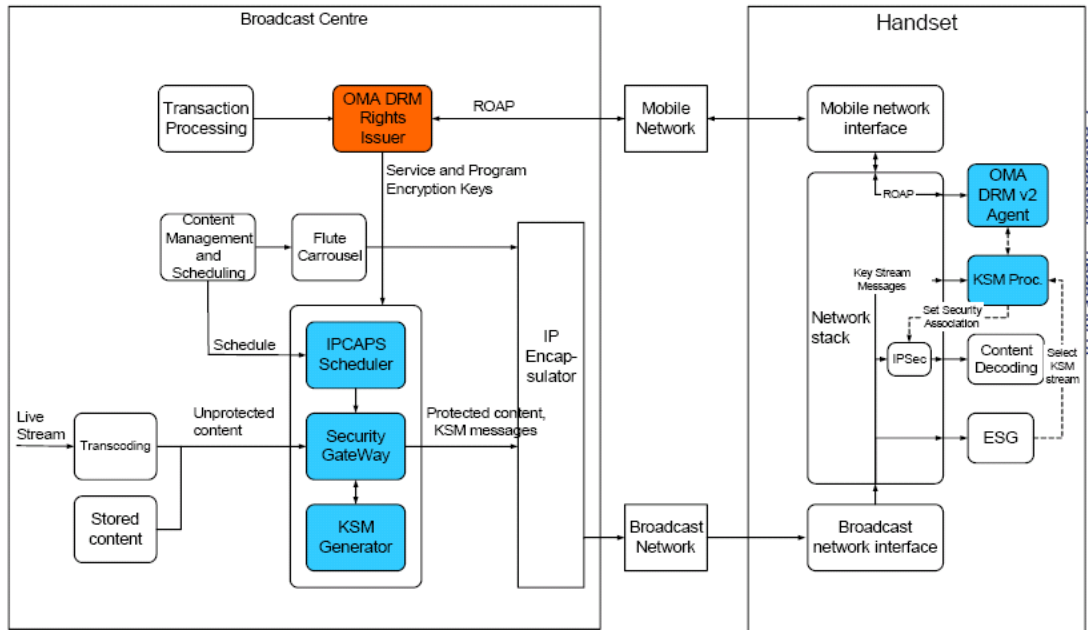 Broadcast Centre
Handset
Transaction
Processing
OMA DRM
Rights
Issuer
ROAP
Mobile
Network
Mobile network
interface
Service and Program
Encryption Keys
ROAP
OMA
DRM v2
Agent
Content
Management
and
Scheduling
Flute
Carrousel
Key Stream
Messages
KSM Proc.
Set Security
Association
Network
stack
IPSec
Content
Decoding
Select
KSM
stream
Schedule
IPCAPS
Scheduler
IP
Encap-
sulator
Live
Stream
Transcoding
Unprotected
content
Security
GateWay
Protected content,
KSM messages
ESG
Stored
content
KSM
Generator
Broadcast
Network
Broadcast
network interface